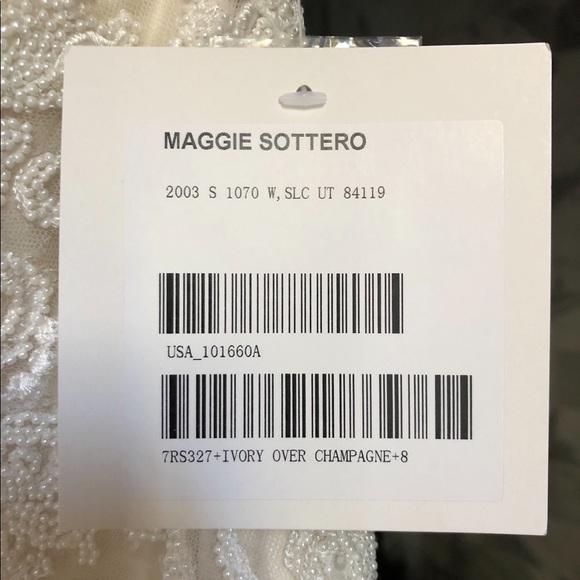 MAGGIE SOTTERO
2003 S 1070 W,SLC UT 84119
USA_101660A
7RS327+IVORY OVER CHAMPAGNE+8